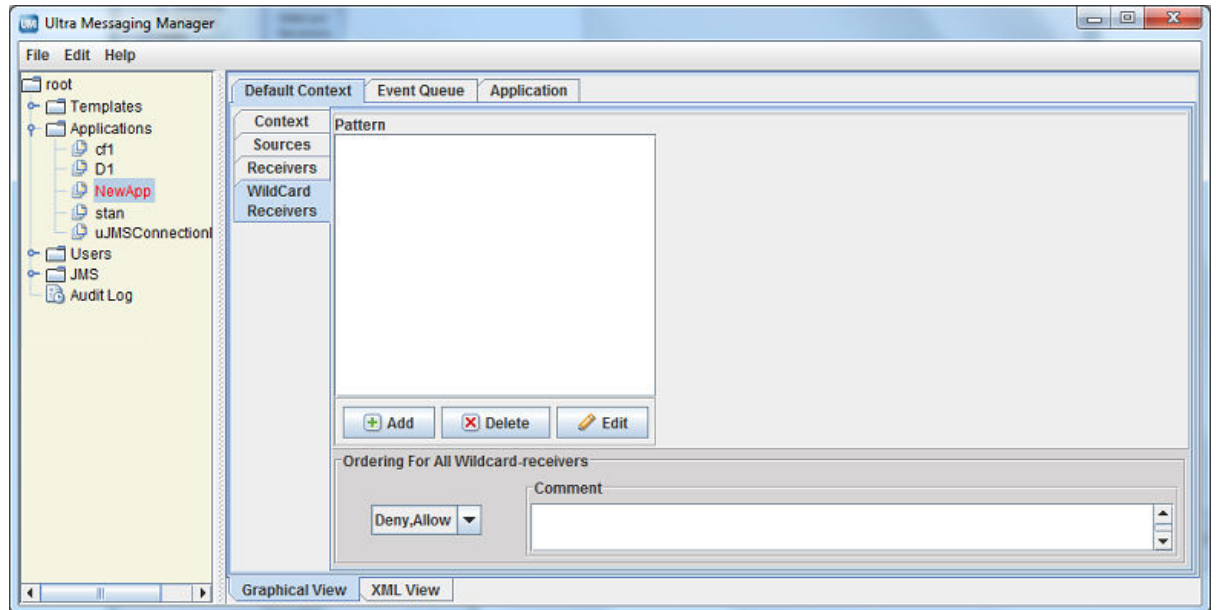 Ultra Messaging Manager
File Edit Help
root
Templates
Applications
cf1
D1
NewApp
stan
uJMSConnectionI
Users
JMS
Audit Log
Default Context Event Queue Application
Context
Sources
Receivers
WildCard
Receivers
Pattern
Add Delete Edit
Ordering For All Wildcard-receivers
Comment
Deny,Allow
Graphical View XML View